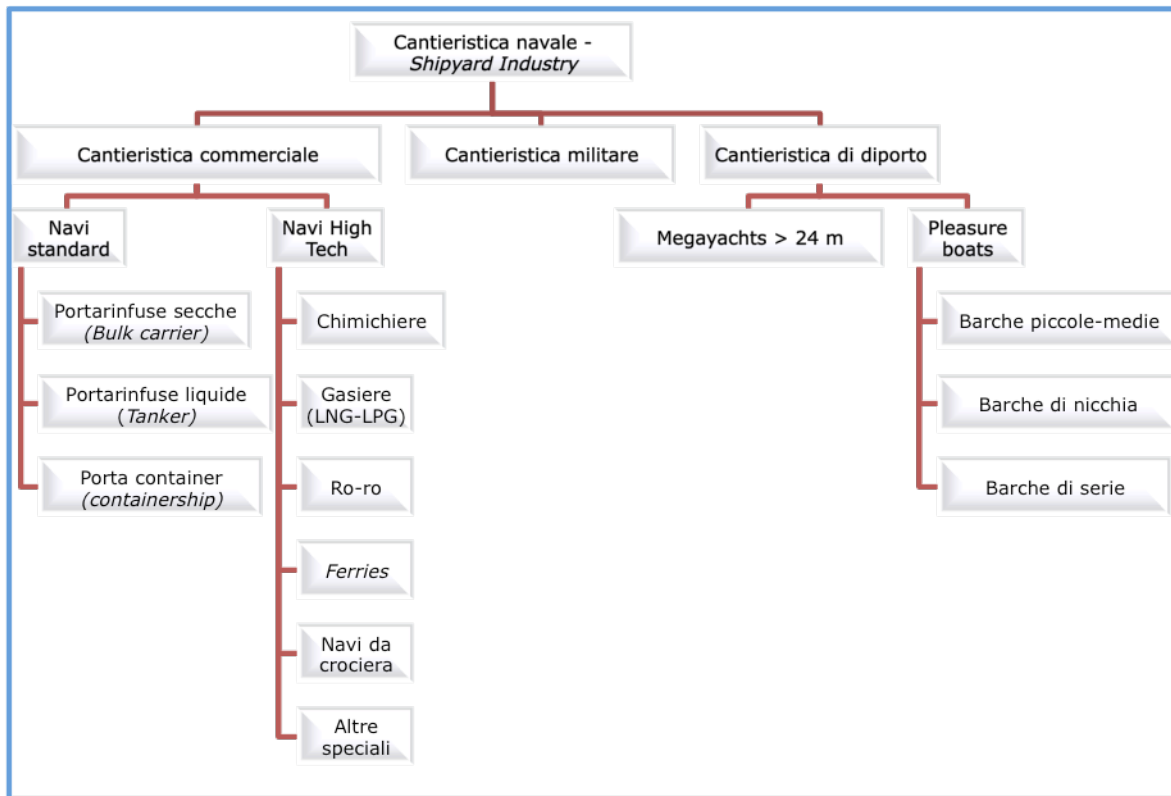 Cantieristica navale -
Shipyard Industry
Cantieristica commerciale
Cantieristica militare
Cantieristica di diporto
Navi
standard
Navi High
Tech
Megayachts > 24 m
Pleasure
boats
Portarinfuse secche
(Bulk carrier)
Portarinfuse liquide
(Tanker)
Porta container
(containership)
Chimichiere
Gasiere
(LNG-LPG)
Ro-ro
Ferries
Navi da
crociera
Altre
speciali
Barche piccole-medie
Barche di nicchia
Barche di serie